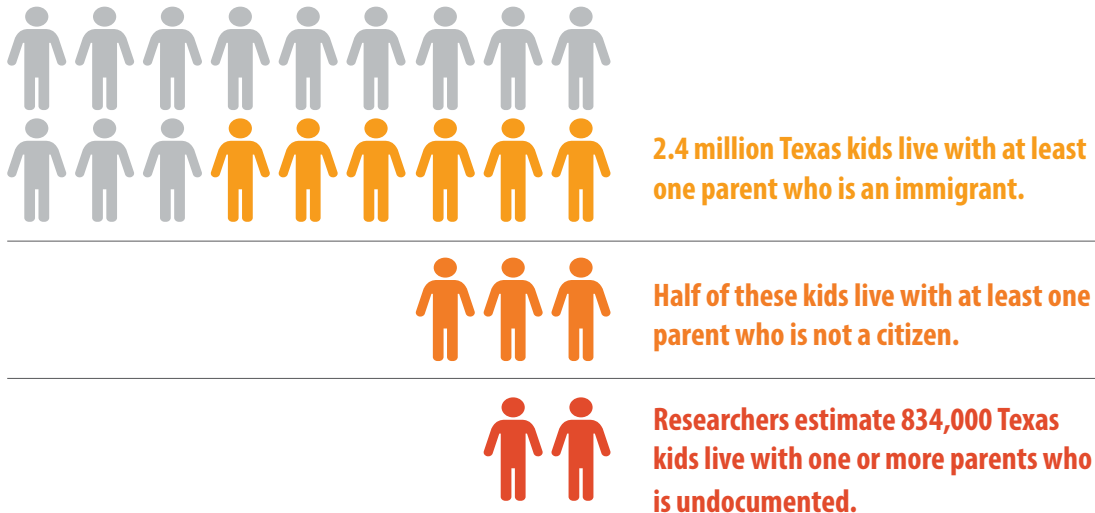 2.4 million Texas kids live with at least
one parent who is an immigrant.
Half of these kids live with at least one
parent who is not a citizen.
Researchers estimate 834,000 Texas
kids live with one or more parents who
is undocumented.